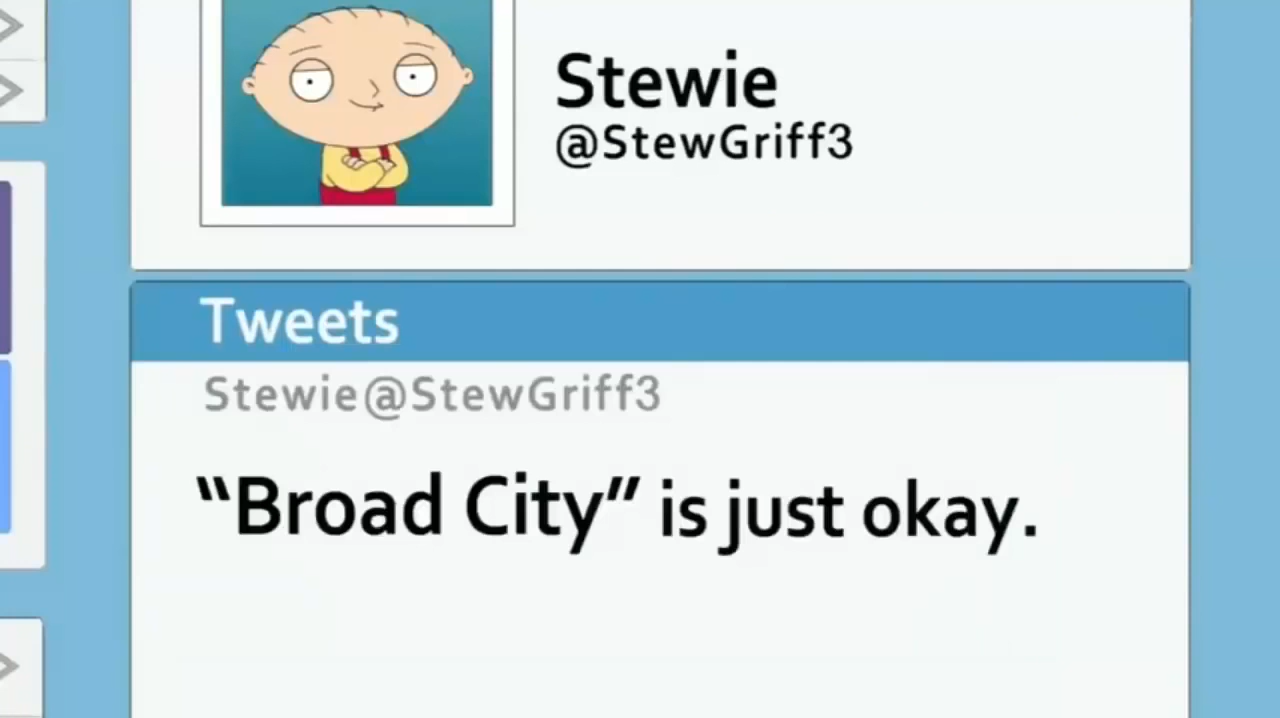 Stewie
@StewGriff3
Tweets
Stewie@StewGriff3
“Broad City” is just okay.